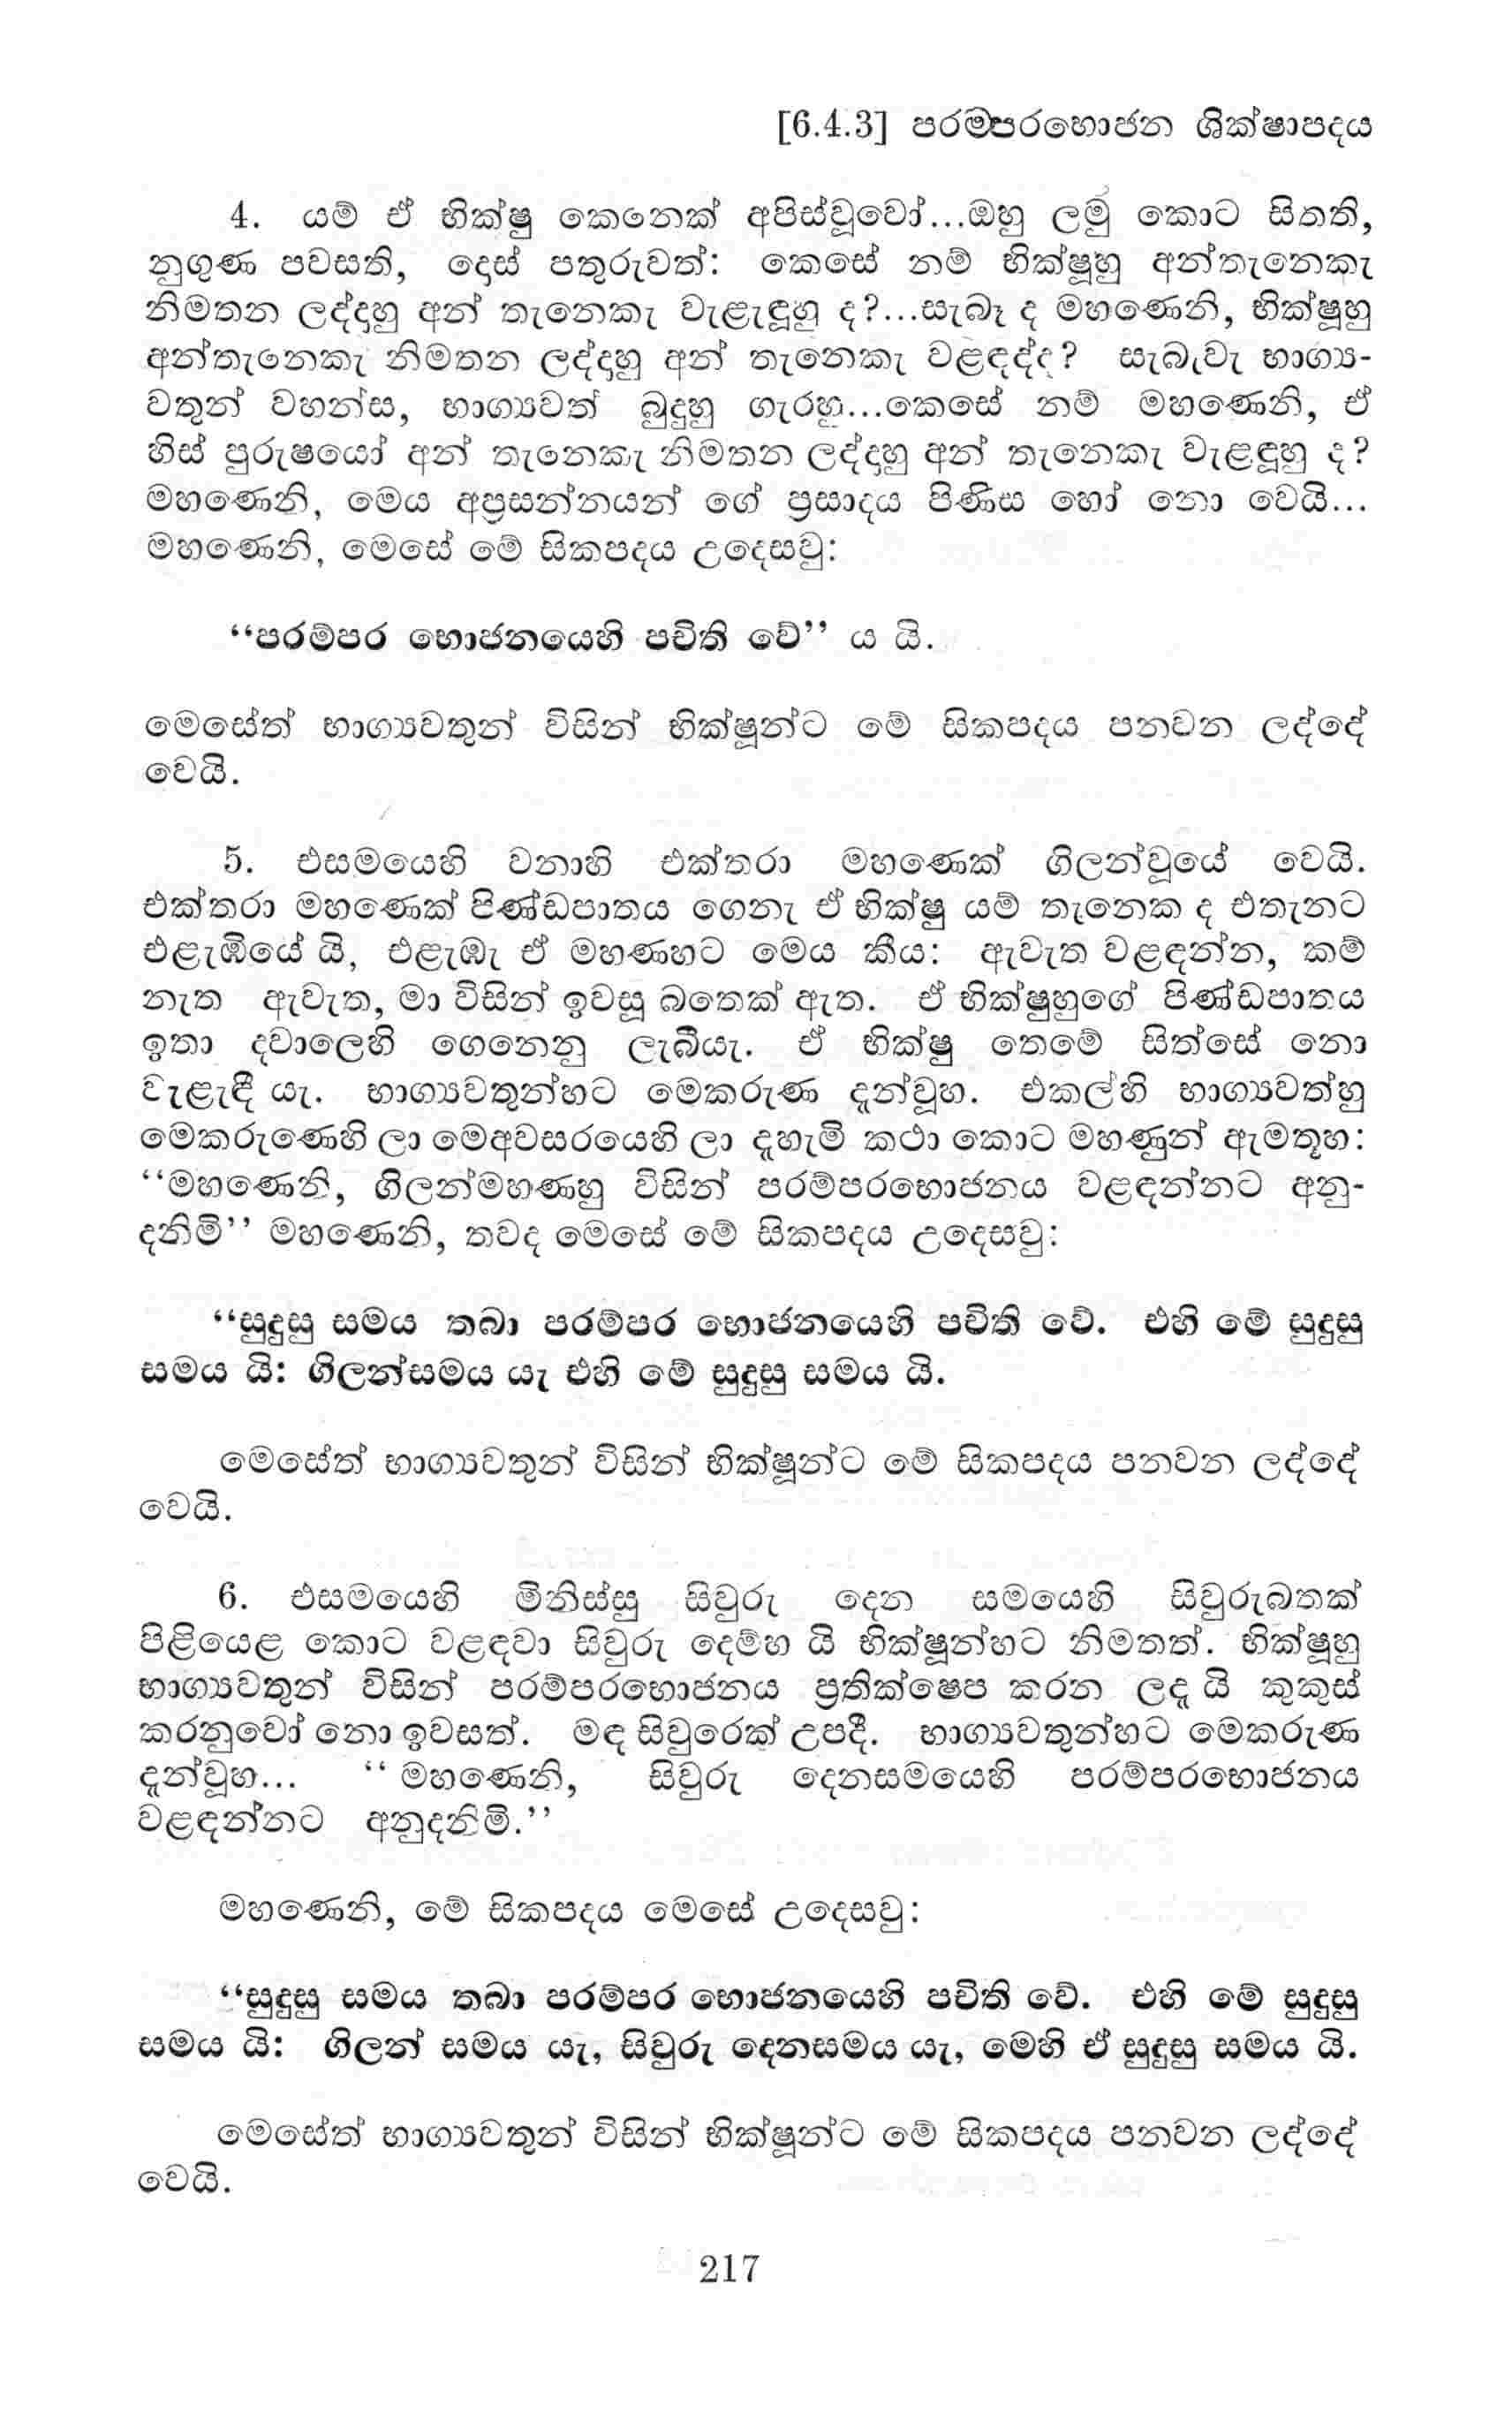 [6.4.3] පරම්පරභොජන ශික්ෂාපදය
4. යම් ඒ භික්ෂු කෙනෙක් අපිස්වූවෝ...ඔහු ලමු කොට සිතති,
නුගුණ පවසති, දොස් පතුරුවත්: කෙසේ නම් භික්ෂූහු අන්තැනෙකැ
නිමතන ලද්දහු අන් තැනෙකැ වැළැඳූහු ද?...සැබෑ ද මහණෙනි, භික්ෂූහු
අන්තැනෙකැ නිමතන ලද්දහු අන් තැනෙකැ වළඳද්ද? සැබැවැ භාග්‍ය-
වතුන් වහන්ස, භාග්‍යවත් බුදුහු ගැරහූ...කෙසේ නම් මහණෙනි, ඒ
හිස් පුරුෂයෝ අන් තැනෙකැ නිමතන ලද්දහු අන් තැනෙකැ වැළඳූහු ද?
මහණෙනි, මෙය අප්‍රසන්නයන් ගේ ප්‍රසාදය පිණිස හෝ නො වෙයි...
මහණෙනි, මෙසේ මේ සිකපදය උදෙසවු:
“පරම්පර භොජනයෙහි පචිති වේ” ය යි.
මෙසේත් භාග්‍යවතුන් විසින් භික්ෂූන්ට මේ සිකපදය පනවන ලද්දේ
වෙයි.
5. එසමයෙහි වනාහි එක්තරා මහණෙක් ගිලන්වූයේ වෙයි.
එක්තරා මහණෙක් පිණ්ඩපාතය ගෙනැ ඒ භික්ෂු යම් තැනෙක ද එතැනට
එළැඹියේ යි, එළැඹැ ඒ මහණහට මෙය කීය: ඇවැත වළඳන්න, කම්
නැත ඇවැත, මා විසින් ඉවසූ බතෙක් ඇත. ඒ භික්ෂුහුගේ පිණ්ඩපාතය
ඉතා දවාලෙහි ගෙනෙනු ලැබීයැ. ඒ භික්ෂු තෙමේ සිත්සේ නො
වැළැඳී යැ. භාග්‍යවතුන්හට මෙකරුණ දැන්වූහ. එකල්හි භාග්‍යවත්හු
මෙකරුණෙහි ලා මෙඅවසරයෙහි ලා දැහැමි කථා කොට මහණුන් ඇමතූහ:
“මහණෙනි, ගිලන්මහණහු විසින් පරම්පරභොජනය වළඳන්නට අනු-
දනිමි” මහණෙනි, තවද මෙසේ මේ සිකපදය උදෙසවු:
“සුදුසු සමය තබා පරම්පර භොජනයෙහි පචිති වේ. එහි මේ සුදුසු
සමය යි: ගිලන්සමය යැ එහි මේ සුදුසු සමය යි.
මෙසේත් භාග්‍යවතුන් විසින් භික්ෂූන්ට මේ සිකපදය පනවන ලද්දේ
වෙයි.
6. එසමයෙහි මිනිස්සු සිවුරු දෙන සමයෙහි සිවුරුබතක්
පිළියෙළ කොට වළඳවා සිවුරු දෙම්හ යි භික්ෂූන්හට නිමතත්. භික්ෂූහු
භාග්‍යවතුන් විසින් පරම්පරභොජනය ප්‍රතික්ෂෙප කරන ලදැ යි කුකුස්
කරනුවෝ නො ඉවසත්. මඳ සිවුරෙක් උපදී. භාග්‍යවතුන්හට මෙකරුණ
දැන්වූහ... “ මහණෙනි, සිවුරු දෙනසමයෙහි පරම්පරභොජනය
වළඳන්නට අනුදනිමි.”
මහණෙනි, මේ සිකපදය මෙසේ උදෙසවු:
“සුදුසු සමය තබා පරම්පර භොජනයෙහි පචිති වේ. එහි මේ සුදුසු
සමය යි: ගිලන් සමය යැ, සිවුරු දෙනසමය යැ, මෙහි ඒ සුදුසු සමය යි.
මෙසේත් භාග්‍යවතුන් විසින් භික්ෂූන්ට මේ සිකපදය පනවන ලද්දේ
වෙයි.
217